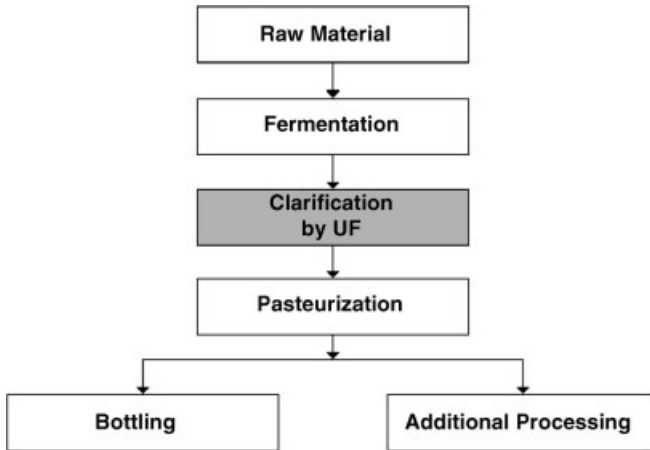 Raw Material
Fermentation
Clarification
by UF
Pasteurization
Bottling
Additional Processing